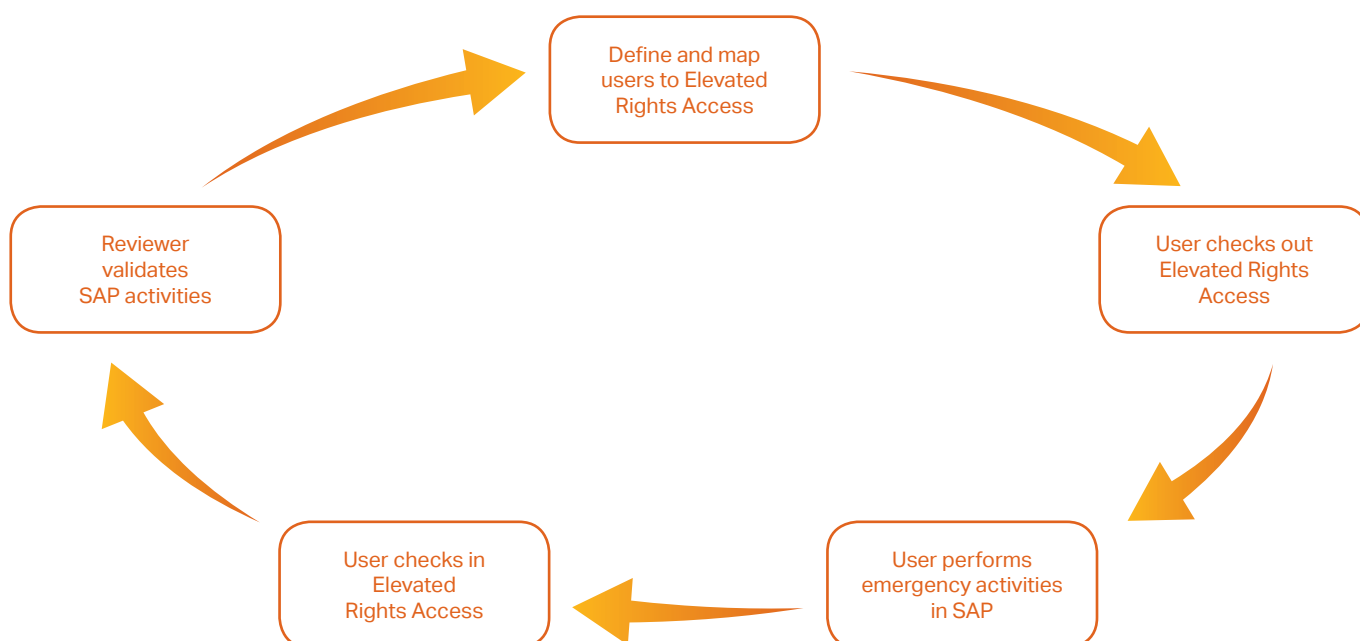 Define and map
users to Elevated
Rights Access
User checks out
Elevated Rights
Access
User performs
emergency activities
in SAP
User checks in
Elevated
Rights Access
Reviewer
validates
SAP activities